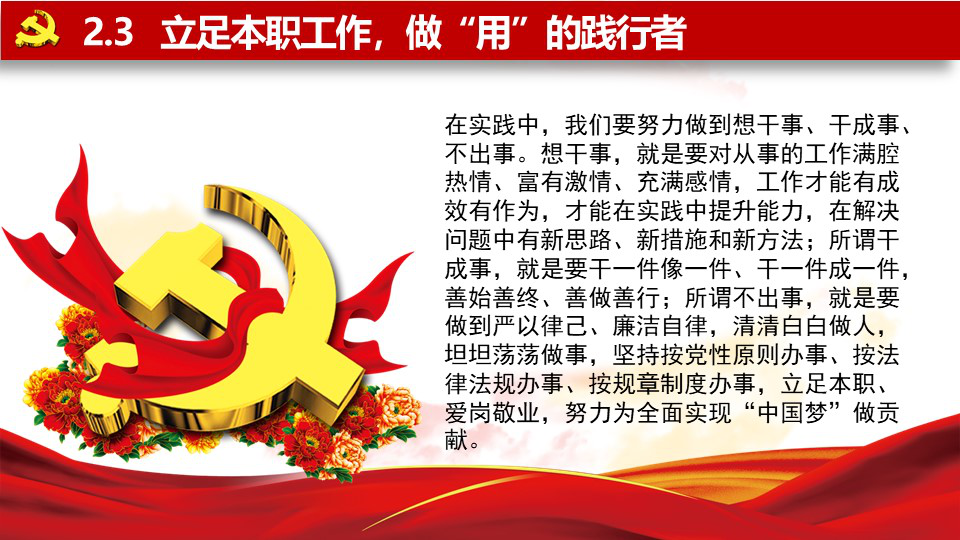 2.3 立足本职工作，做“用”的践行者
在实践中，我们要努力做到想干事、干成事、
不出事。想干事，就是要对从事的工作满腔
热情、富有激情、充满感情，工作才能有成
效有作为，才能在实践中提升能力，在解决
问题中有新思路、新措施和新方法；所谓干
成事，就是要干一件像一件、干一件成一件，
善始善终、善做善行；所谓不出事，就是要
做到严以律己、廉洁自律，清清白白做人，
坦坦荡荡做事，坚持按党性原则办事、按法
律法规办事、按规章制度办事，立足本职、
爱岗敬业，努力为全面实现“中国梦”做贡
献。